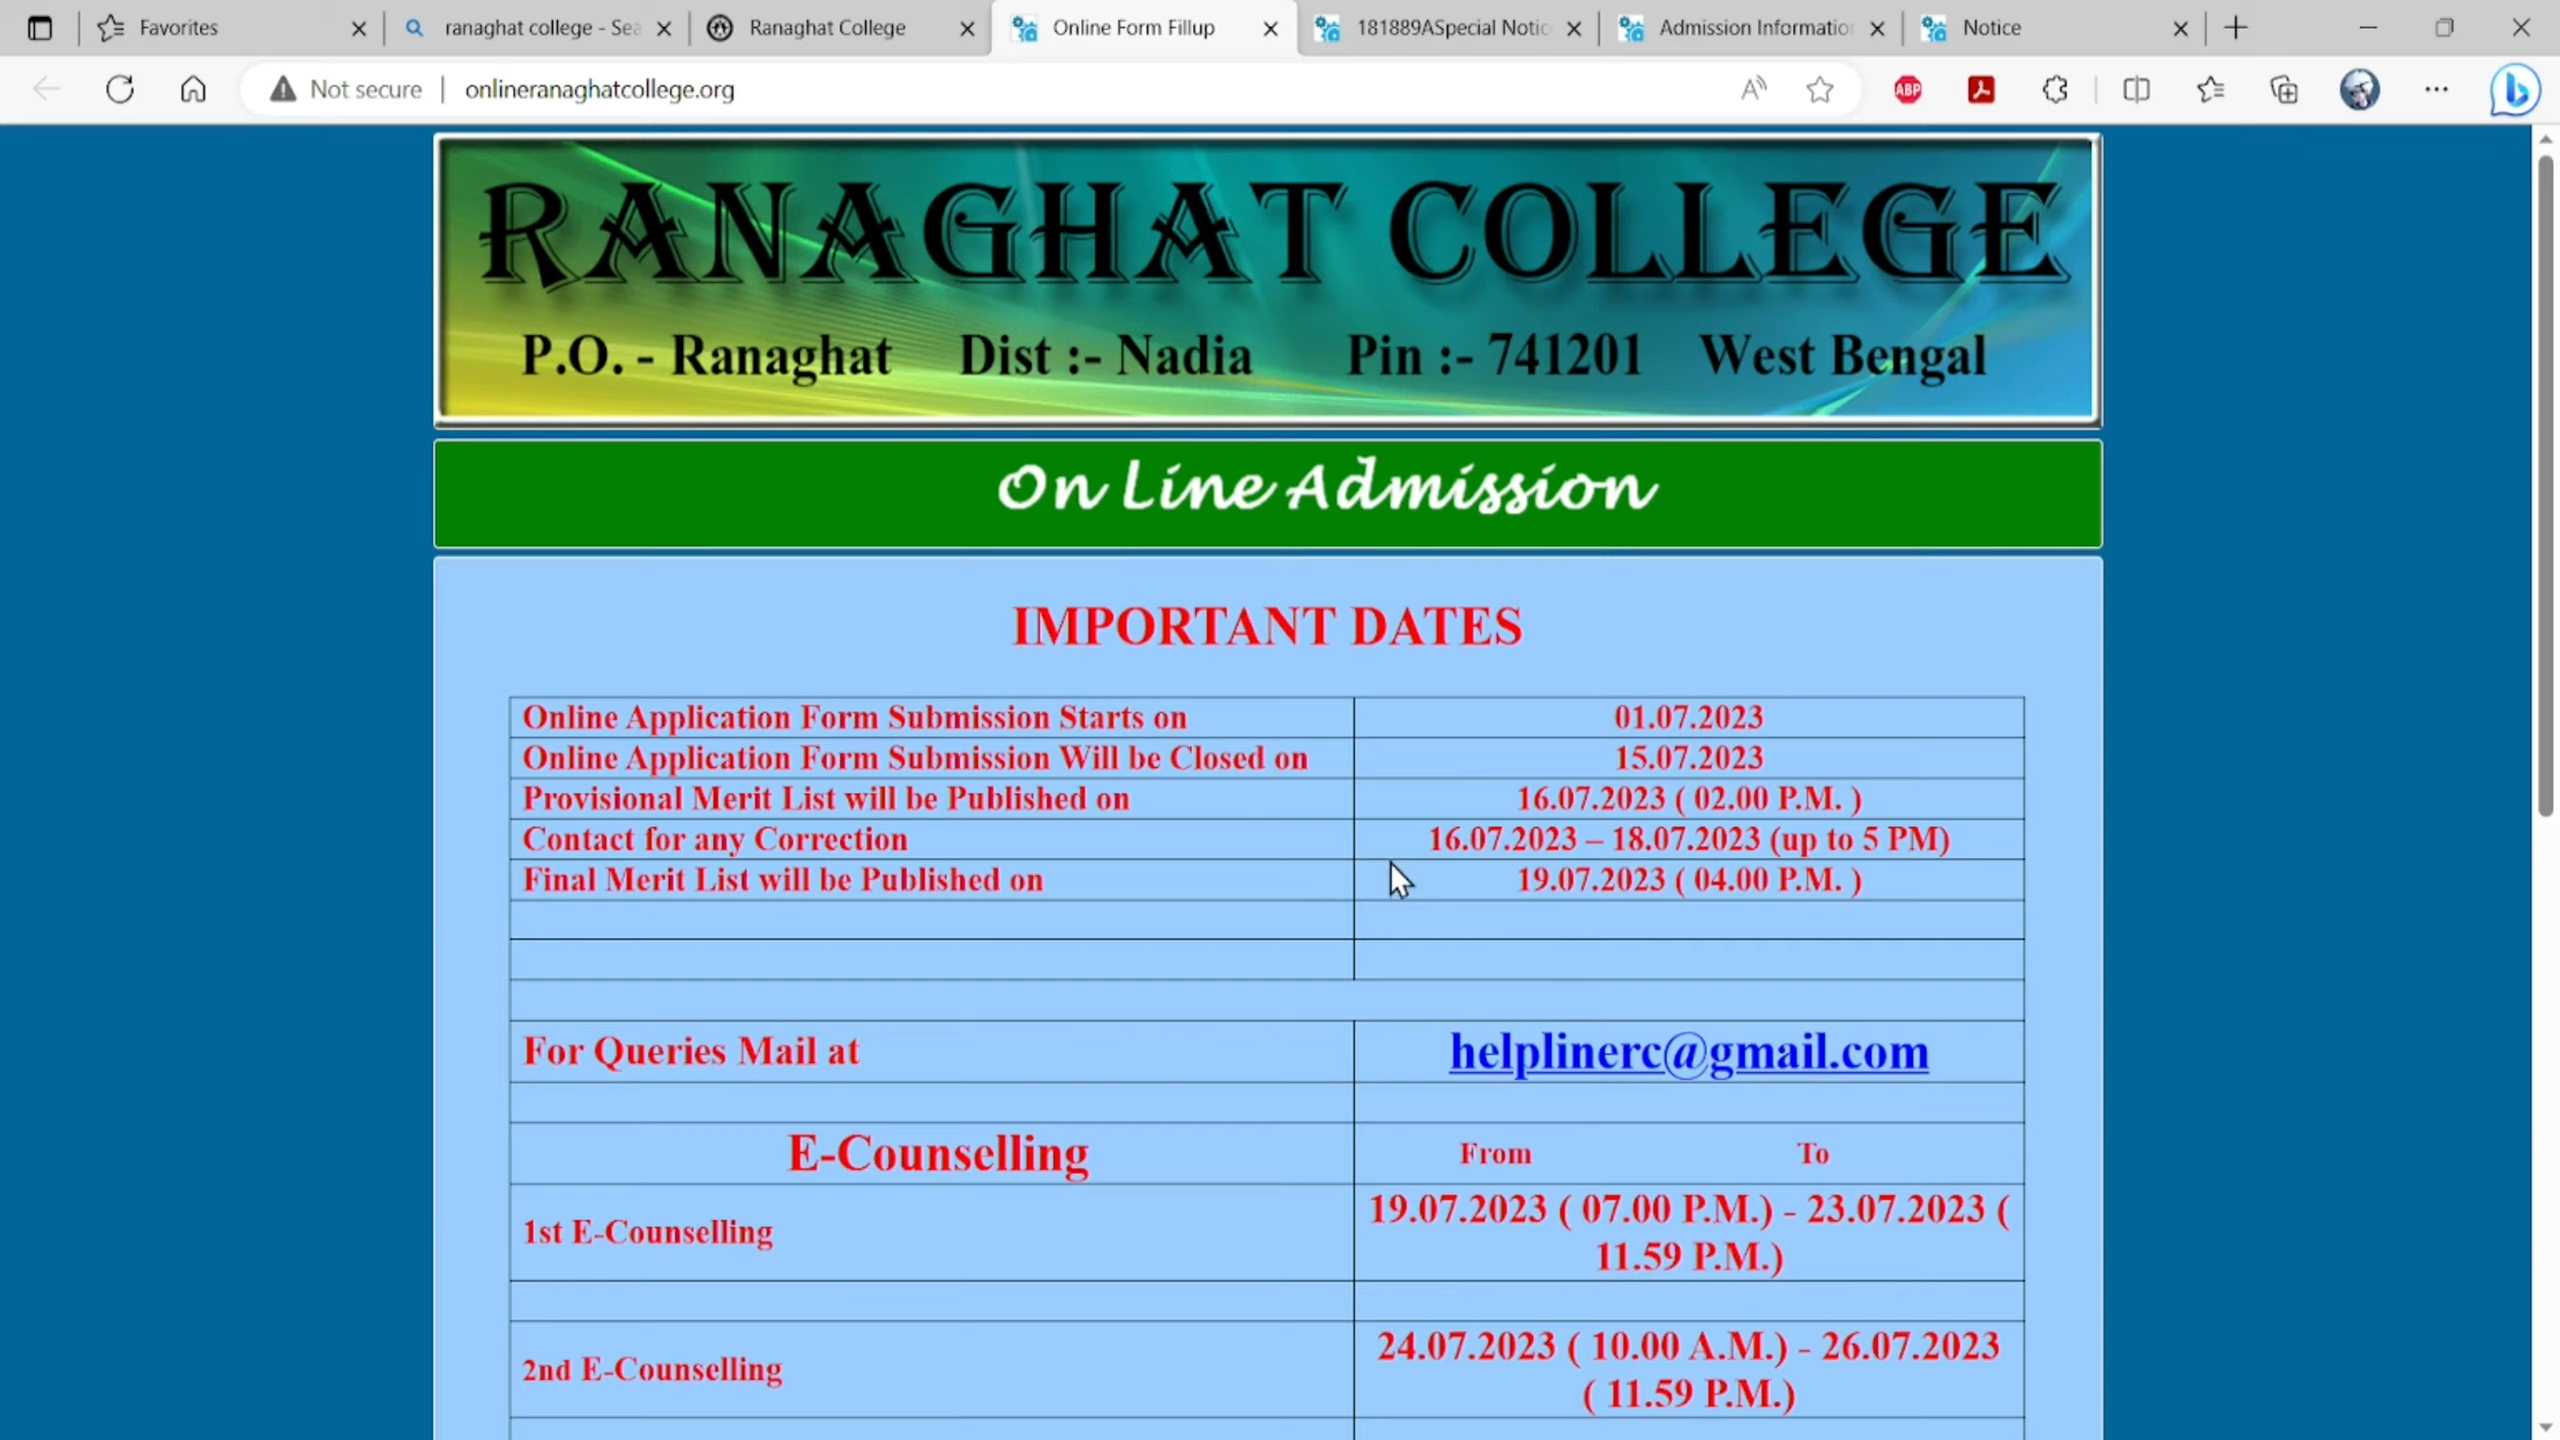 Favorites
ranaghat college - Sea
Ranaghat College
Online Form Fillup
181889ASpecial Notic
Admission Information
Notice
Not secure
onlineranaghatcollege.org
ABP
RANAGHAT COLLEGE
P.O. - Ranaghat Dist :- Nadia Pin :- 741201 West Bengal
On Line Admission
IMPORTANT DATES
Online Application Form Submission Starts on 01.07.2023
Online Application Form Submission Will be Closed on 15.07.2023
Provisional Merit List will be Published on 16.07.2023 ( 02.00 P.M. )
Contact for any Correction 16.07.2023 – 18.07.2023 (up to 5 PM)
Final Merit List will be Published on 19.07.2023 ( 04.00 P.M. )
For Queries Mail at helplinerc@gmail.com
E-Counselling From To
1st E-Counselling 19.07.2023 ( 07.00 P.M.) - 23.07.2023 (
11.59 P.M.)
2nd E-Counselling 24.07.2023 ( 10.00 A.M.) - 26.07.2023
( 11.59 P.M.)